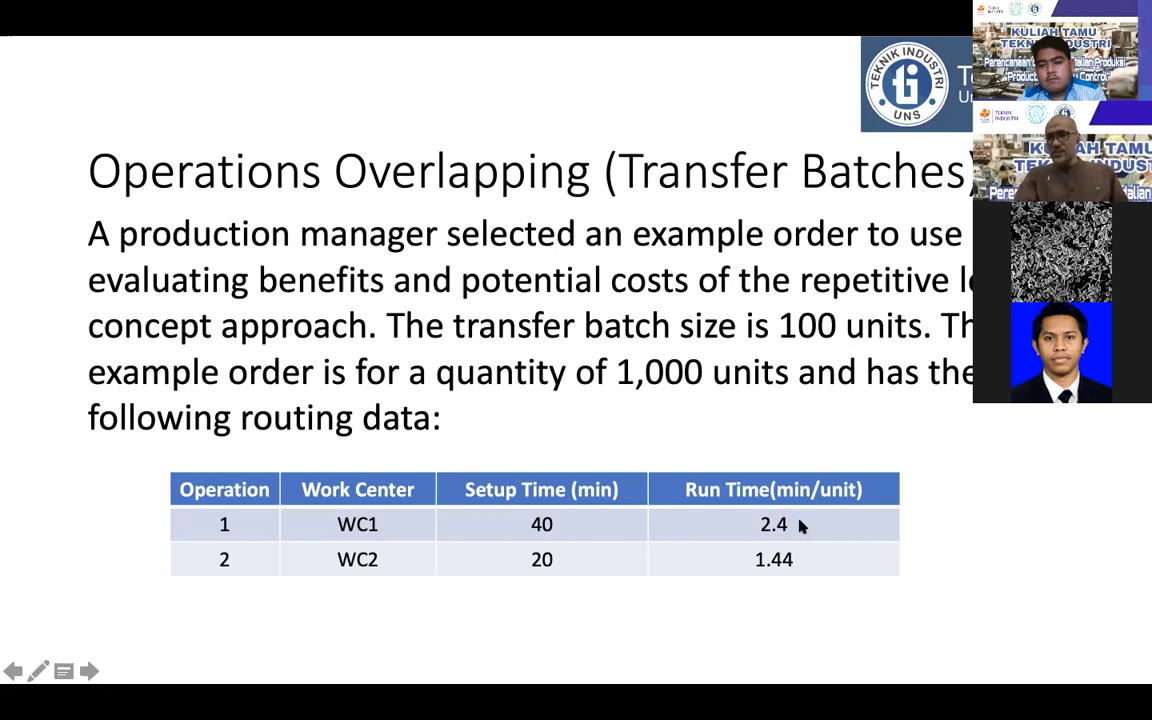 KULIAH TAMU
TEKNIK INDUSTRI
TEKNIK INDUSTRI
UNS
Operations Overlapping (Transfer Batches)
A production manager selected an example order to use
evaluating benefits and potential costs of the repetitive
concept approach. The transfer batch size is 100 units.
example order is for a quantity of 1,000 units and has the
following routing data:
Operation Work Center Setup Time (min) Run Time(min/unit)
1 WC1 40 2.4
2 WC2 20 1.44